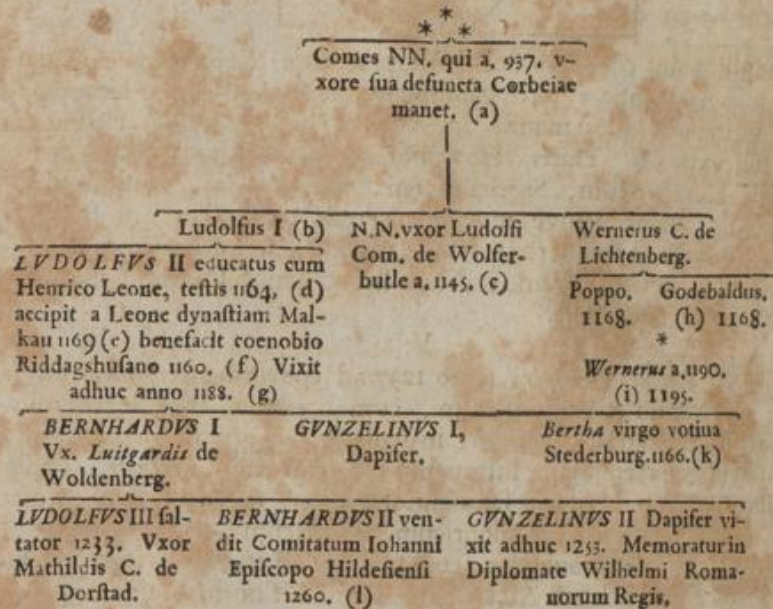 * * *
Comes NN. qui a. 937. v-
xore ſua defuncta Corbeiae
manet. (a)
Ludolfus I (b)
LVDOLFVS II educatus cum
Henrico Leone, teſtis 1164, (d)
accipit a Leone dynaſtiam Mal-
kau 1169 (e) benefacit coenobio
Riddagshuſano 1160. (f) Vixit
adhuc anno 1188. (g)
N.N. vxor Ludolfi
Com. de Wolfer-
butle a. 1145. (c)
Wernerus C. de
Lichtenberg.
Poppo. Godebaldus.
1168. (h) 1168.
*
Wernerus a. 1190.
(i) 1195.
BERNHARDVS I
Vx. Luitgardis de
Woldenberg.
GVNZELINVS I,
Dapifer.
Bertha virgo votiua
Stederburg. 1166. (k)
LVDOLFVS III ſal-
tator 1233. Vxor
Mathildis C. de
Dorſtad.
BERNHARDVS II ven-
dit Comitatum Iohanni
Epiſcopo Hildeſienſi
1260. (l)
GVNZELINVS II Dapifer vi-
xit adhuc 1253. Memoratur in
Diplomate Wilhelmi Roma-
norum Regis.